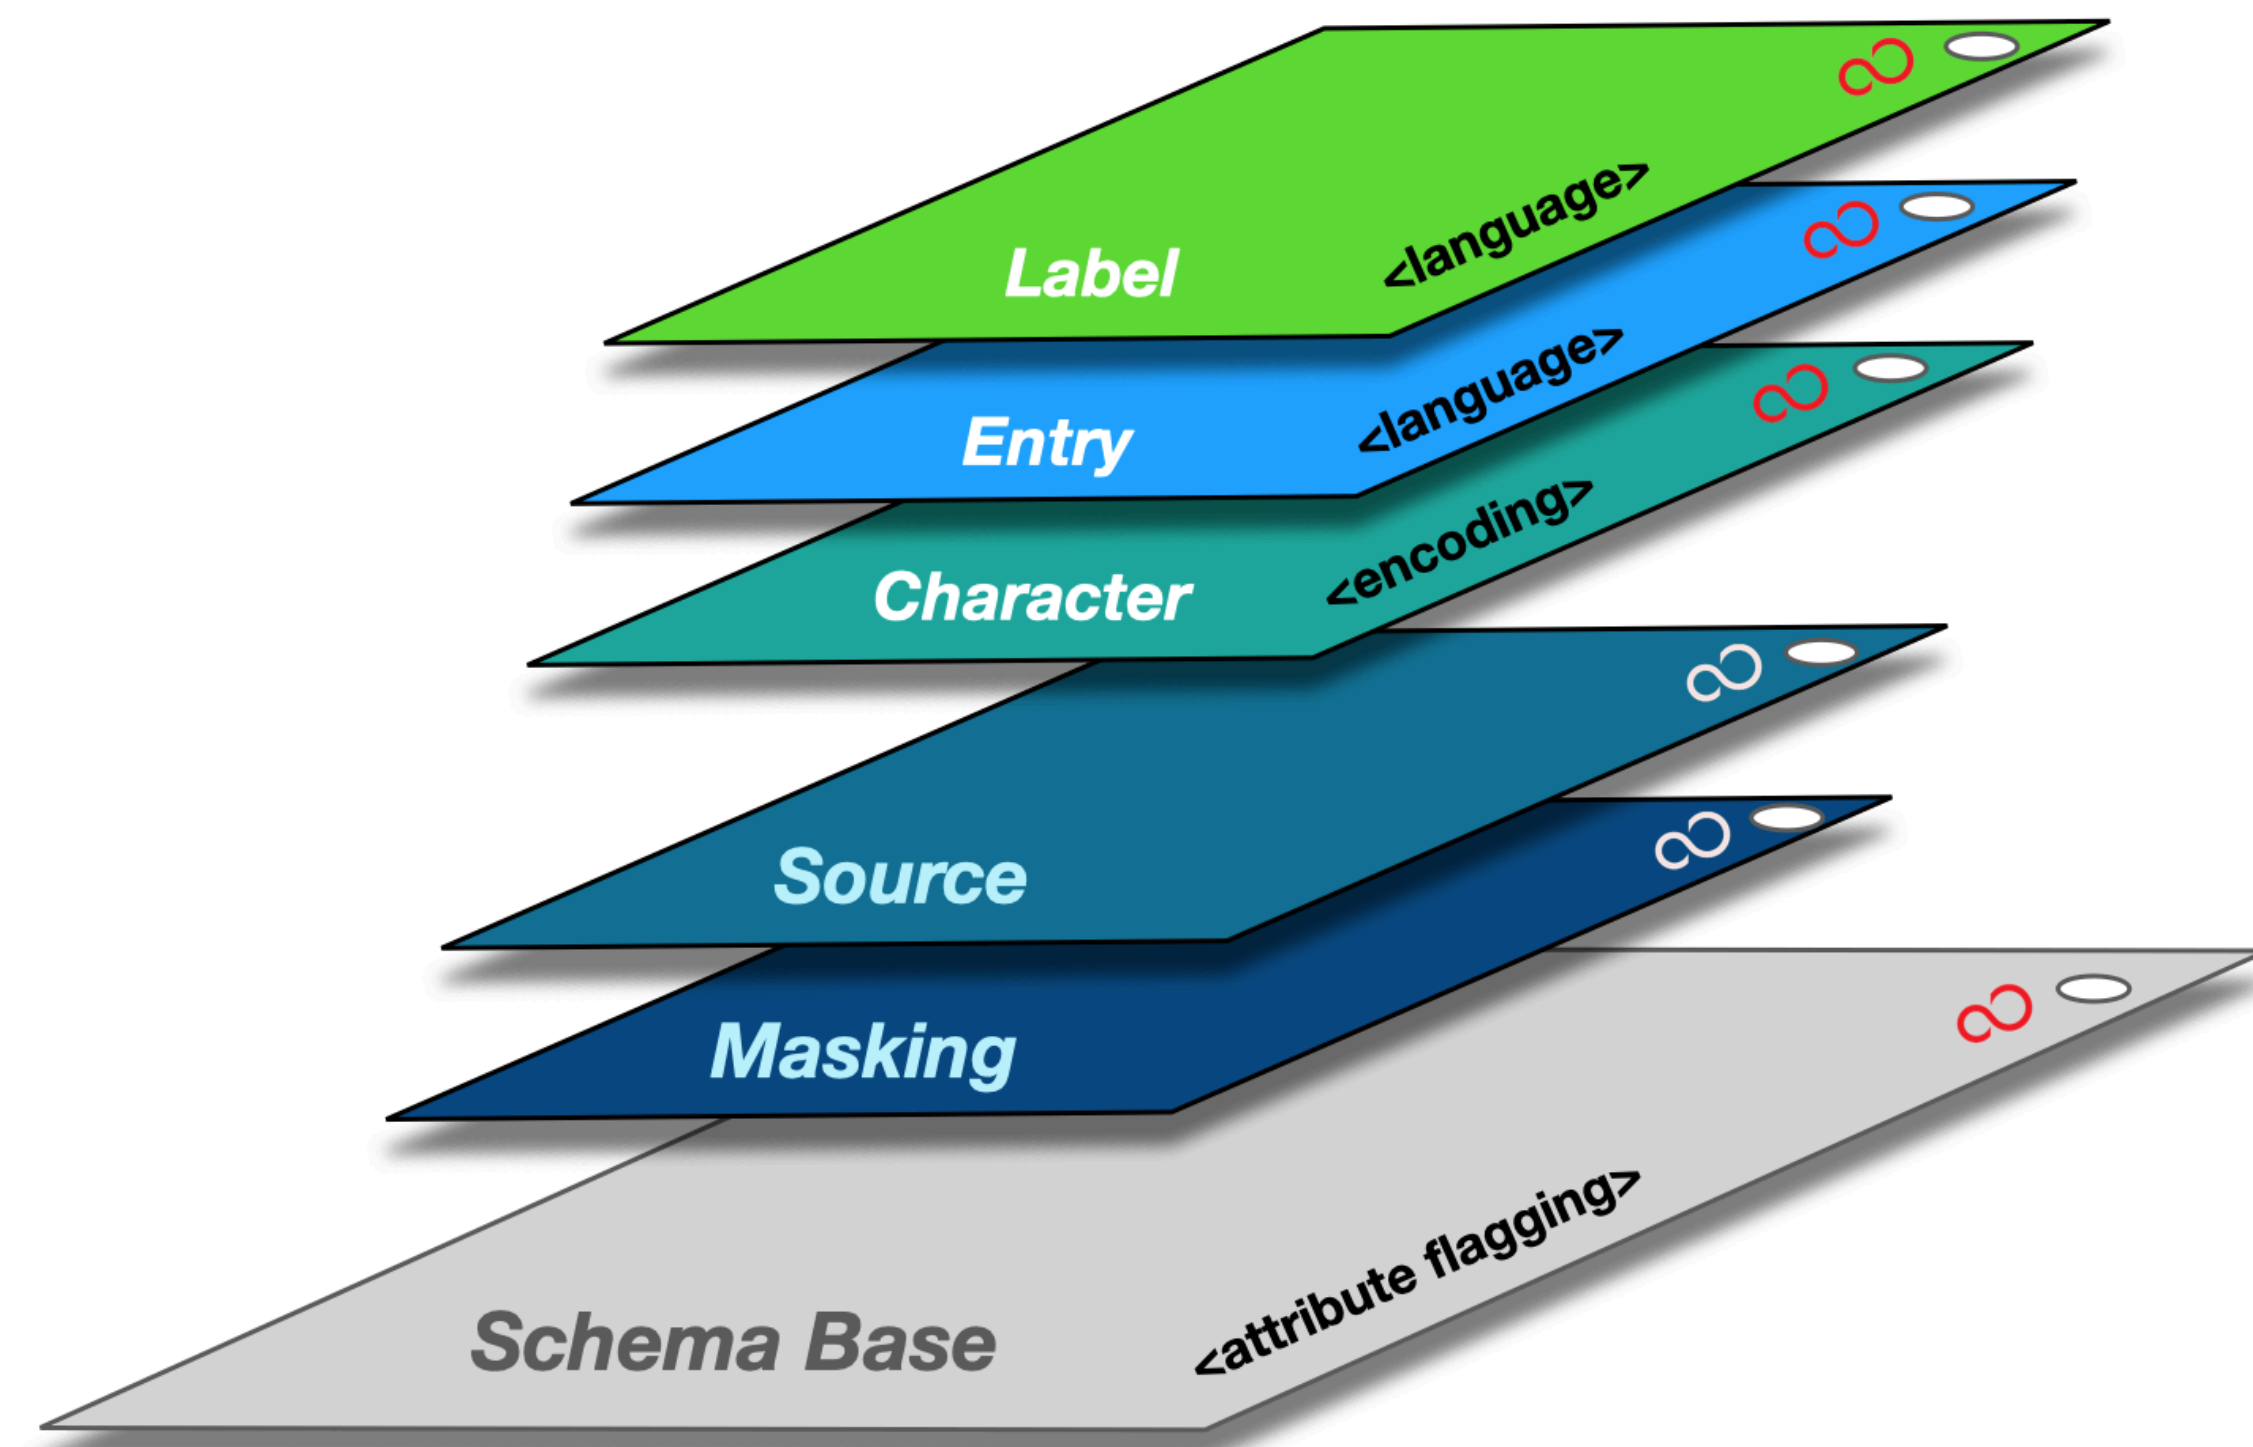 Label
<language>
Entry
<language>
Character
<encoding>
Source
Masking
Schema Base
<attribute flagging>